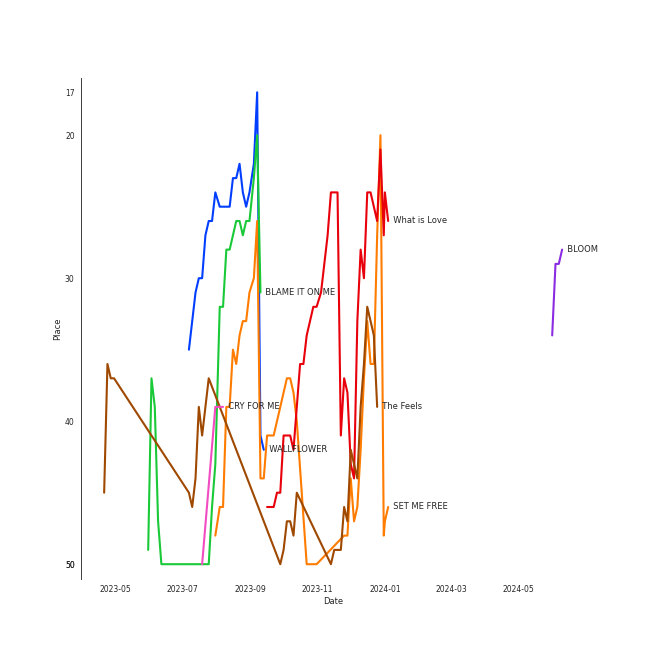 17
20
What is Love
BLOOM
30
BLAME IT ON ME
Place
CRY FOR ME
The Feels
40
WALLFLOWER
SET ME FREE
50
2023-05
2023-07
2023-09
2023-11
2024-01
2024-03
2024-05
Date